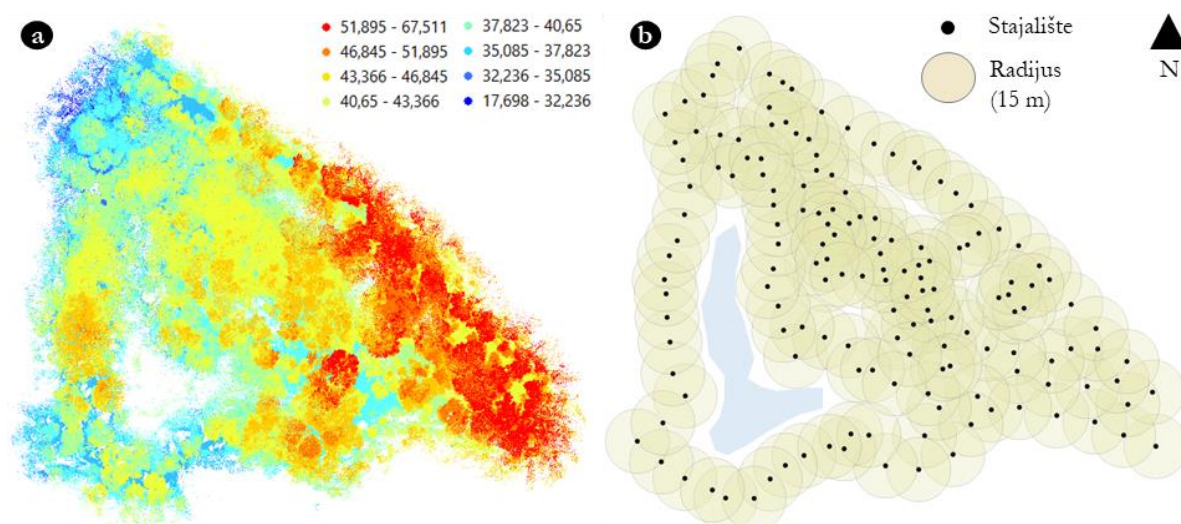 a
51,895 - 67,511
46,845 - 51,895
43,366 - 46,845
40,65 - 43,366
37,823 - 40,65
35,085 - 37,823
32,236 - 35,085
17,698 - 32,236
b
Stajalište
Radijus
(15 m)
N